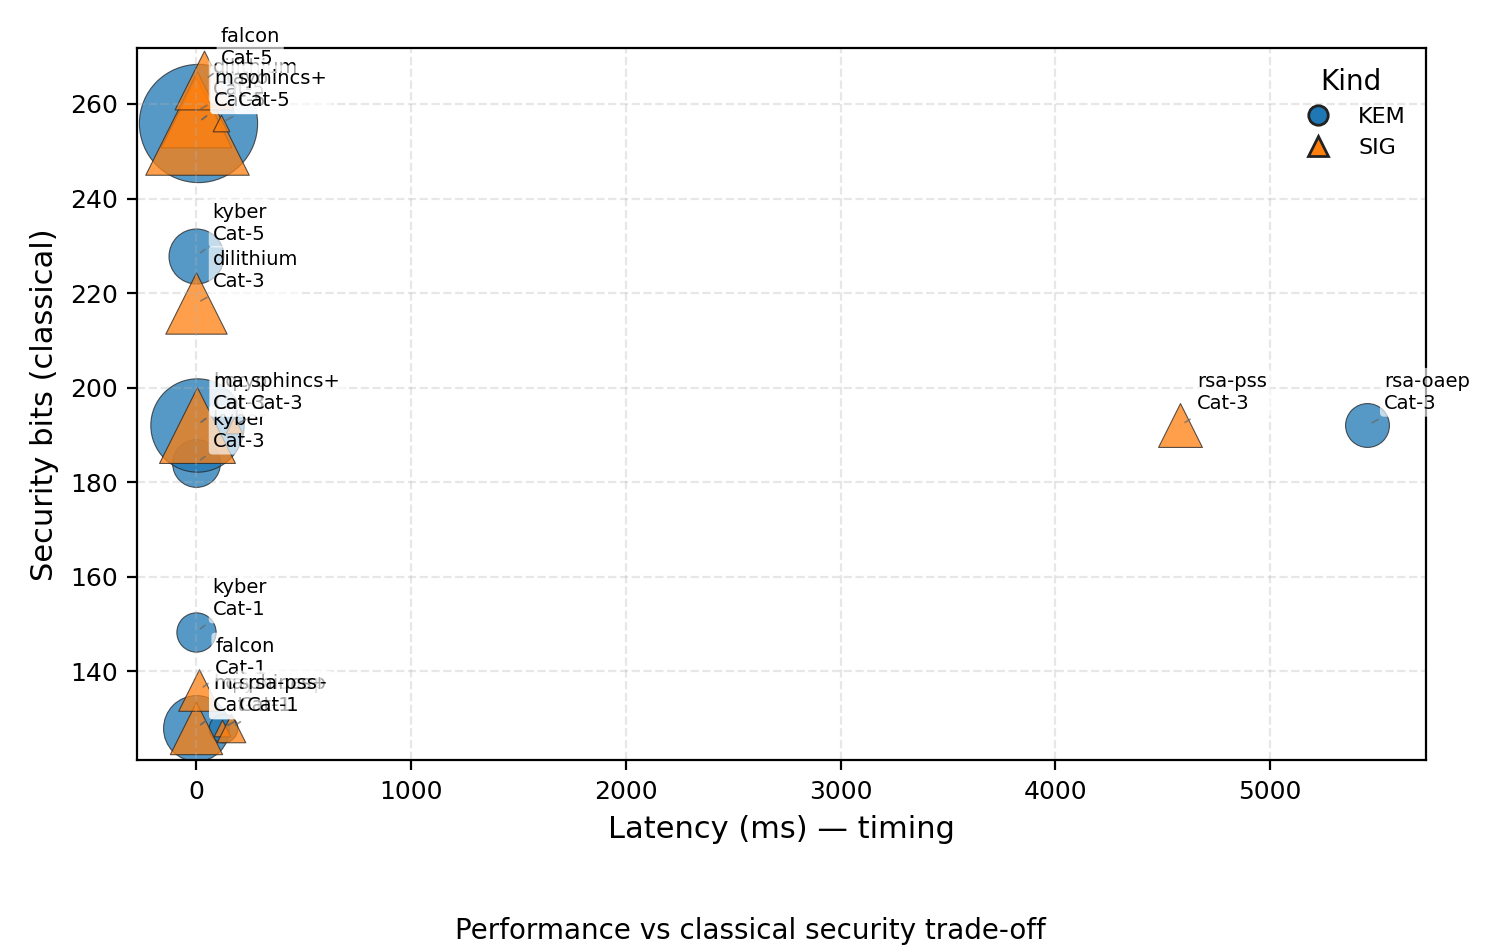 falcon
Cat-5
sphincs+
Cat-5
Kind
KEM
SIG
260
240
220
200
180
160
140
Security bits (classical)
kyber
Cat-5
dilithium
Cat-3
sphincs+
Cat-3
kyber
Cat-3
rsa-pss
Cat-3
rsa-oaep
Cat-3
kyber
Cat-1
falcon
Cat-1
rsa-pss
Cat-1
0
1000
2000
3000
4000
5000
Latency (ms) — timing
Performance vs classical security trade-off